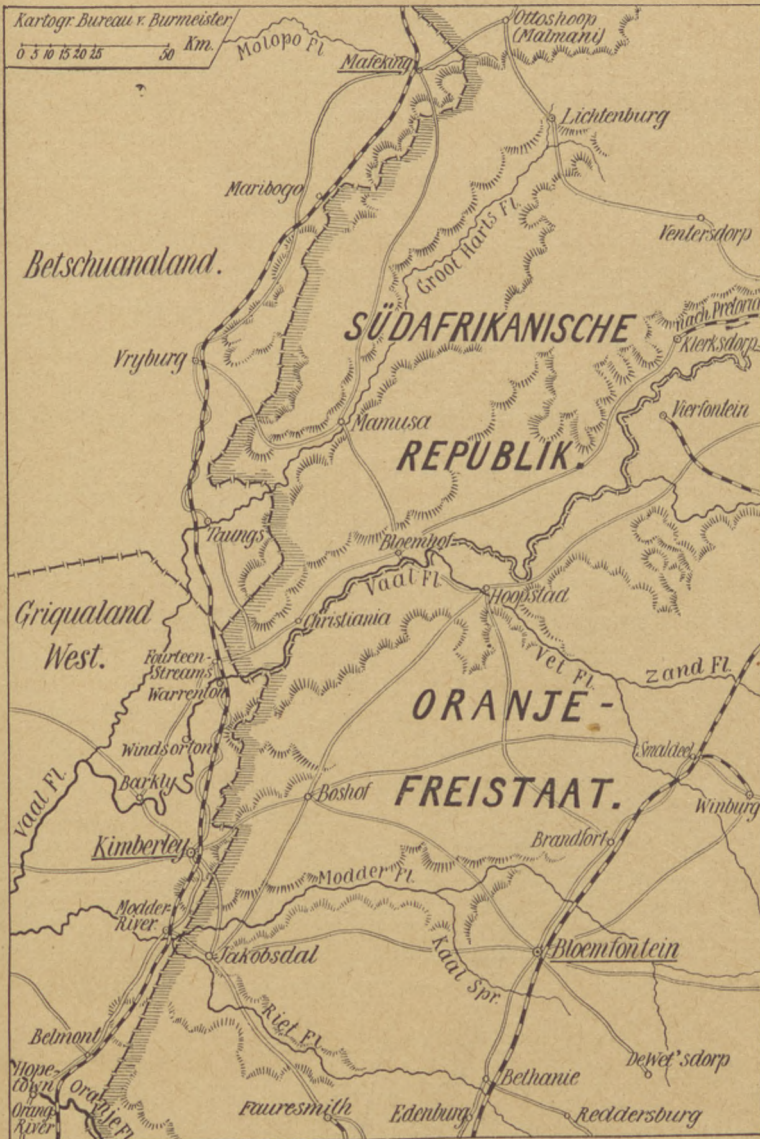 Kartogr. Bureau v. Burmeister
0 5 10 15 20 25 50 Km.
Molopo Fl.
Ottoshoop
(Malmani)
Mafeking
Lichtenburg
Maribogo
Groot Harts Fl.
Ventersdorp
Betschuanaland.
SÜDAFRIKANISCHE
nach Pretoria
Klerksdorp
Vryburg
Vierfontein
Mamusa
REPUBLIK.
Taungs
Bloemhof
Vaal Fl.
Hoopstad
Griqualand
West.
Christiania
Fourteen-
Streams
Warrenton
Vel Fl.
Zand Fl.
ORANJE-
Windsorton
Smaldeel
Vaal Fl.
Barkly
Boshof
FREISTAAT.
Winburg
Kimberley
Brandfort
Modder Fl.
Modder-
River
Jakobsdal
Kaal Spr.
Bloemfontein
Riet Fl.
Belmont
DeWet'sdorp
Hope-
town
Oranje Fl.
Bethanie
Orang.
River
Fauresmith
Edenburg
Reddersburg